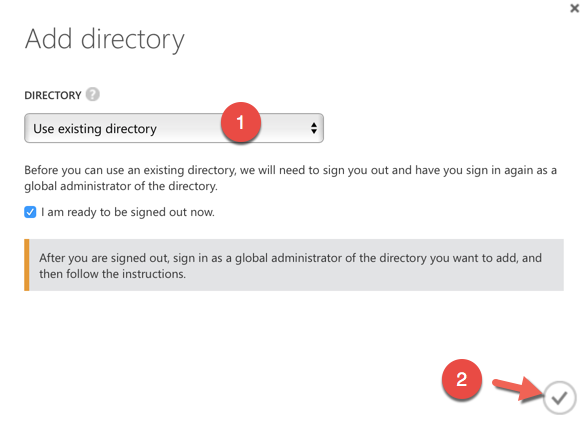 Add directory
DIRECTORY ?
Use existing directory
1
Before you can use an existing directory, we will need to sign you out and have you sign in again as a
global administrator of the directory.
I am ready to be signed out now.
After you are signed out, sign in as a global administrator of the directory you want to add, and
then follow the instructions.
2